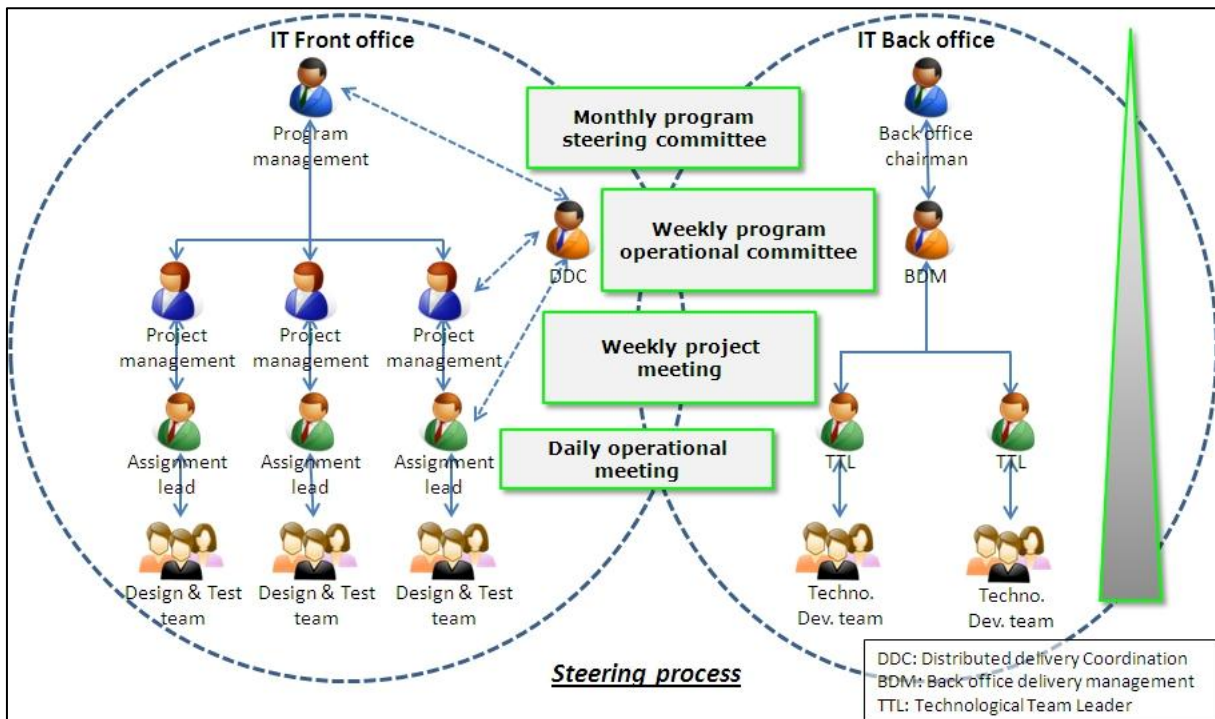 IT Front office
IT Back office
Program
management
Monthly program
steering committee
Back office
chairman
DDC
Weekly program
operational committee
BDM
Project
management
Project
management
Project
management
Weekly project
meeting
Assignment
lead
Assignment
lead
Assignment
lead
Daily operational
meeting
TTL
TTL
Design & Test
team
Design & Test
team
Design & Test
team
Techno.
Dev. team
Techno.
Dev. team
Steering process
DDC: Distributed delivery Coordination
BDM: Back office delivery management
TTL: Technological Team Leader